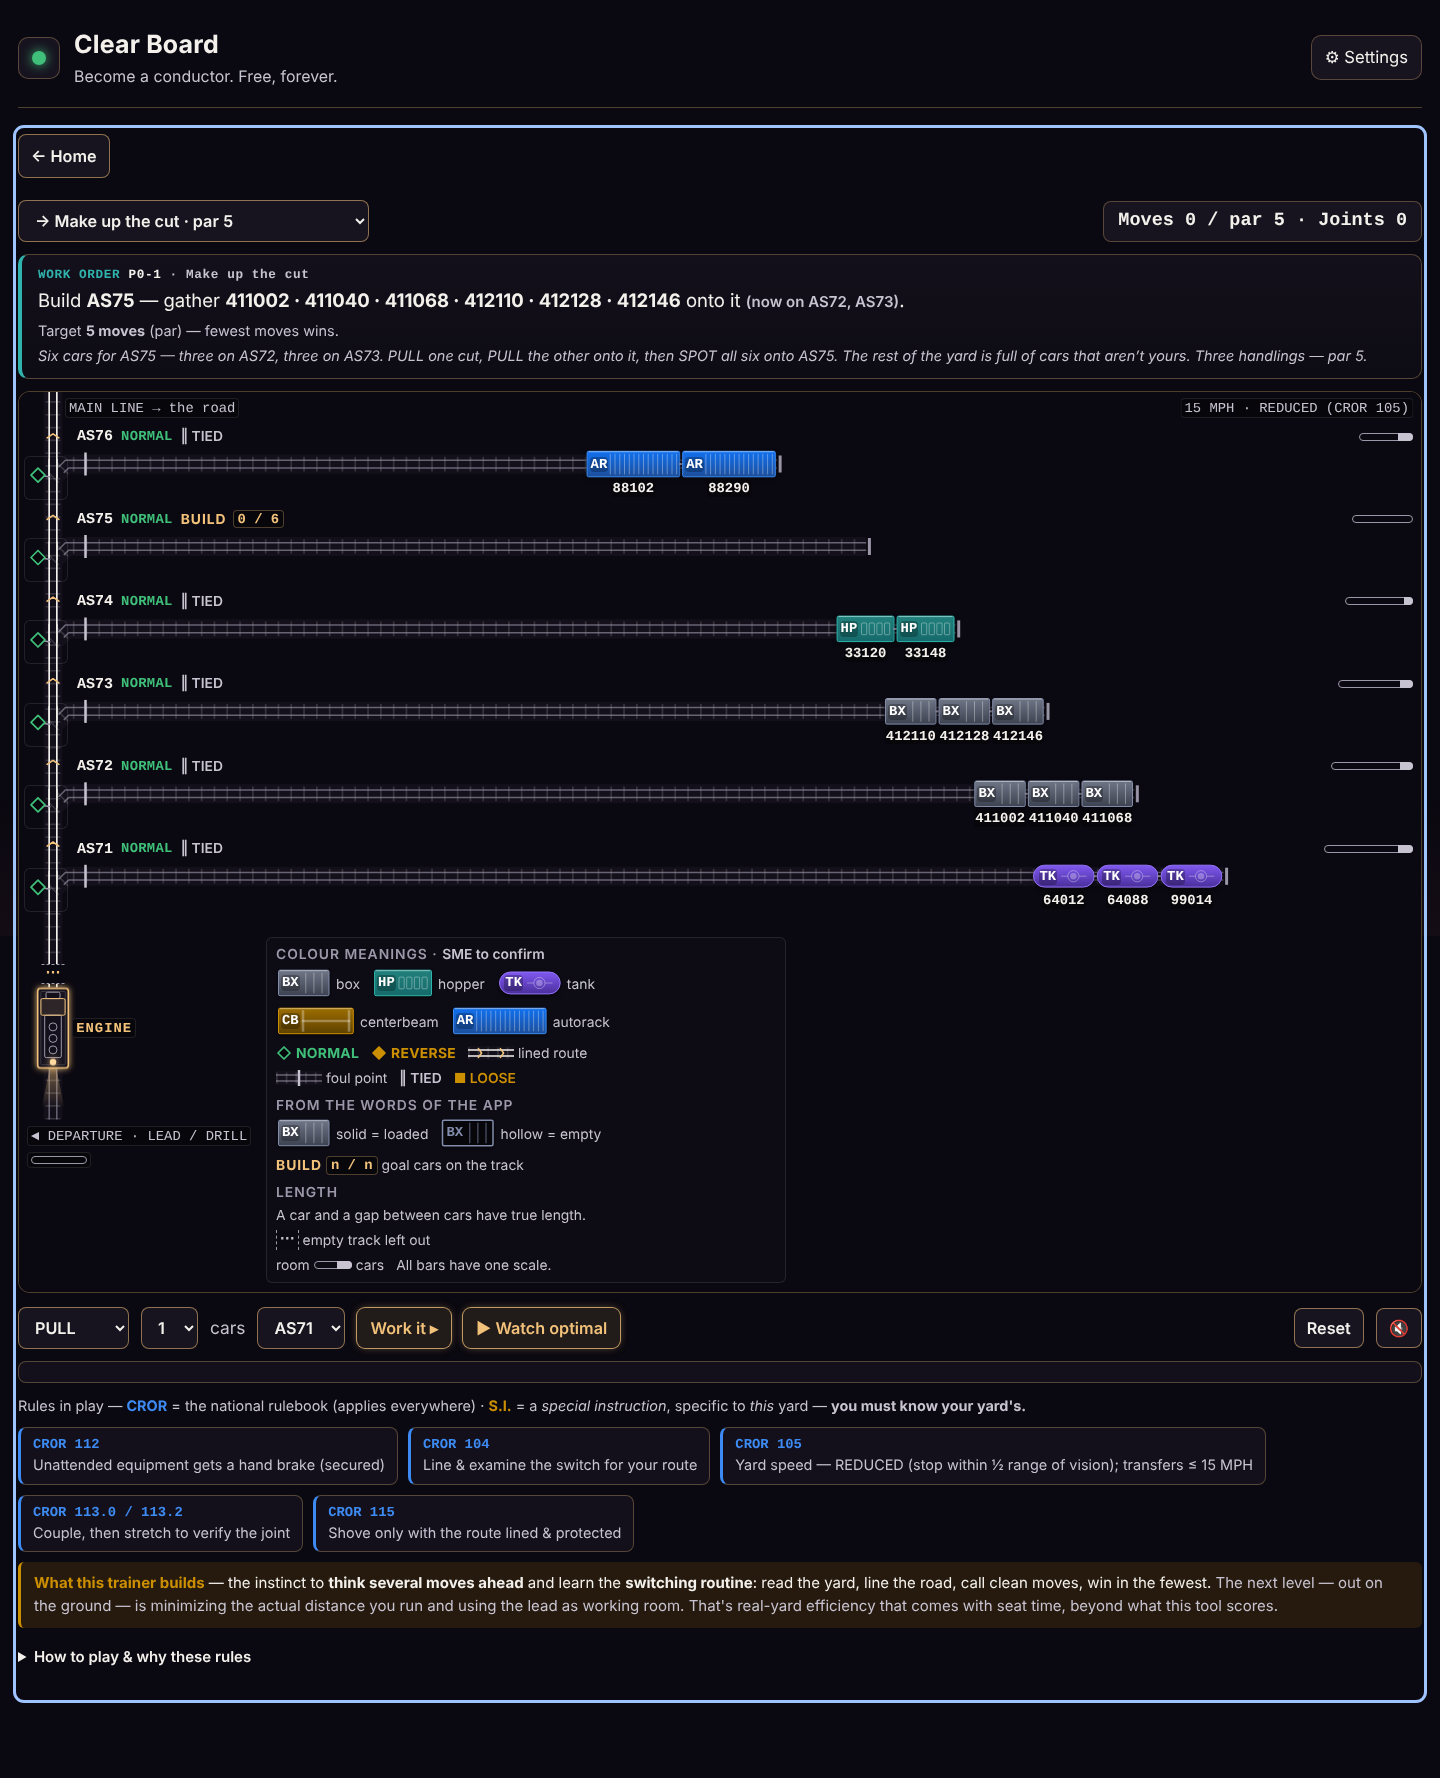 Clear Board
Become a conductor. Free, forever.
⚙ Settings
← Home
→ Make up the cut · par 5
Moves 0 / par 5 · Joints 0
WORK ORDER P0-1 · Make up the cut
Build AS75 — gather 411002 · 411040 · 411068 · 412110 · 412128 · 412146 onto it (now on AS72, AS73).
Target 5 moves (par) — fewest moves wins.
Six cars for AS75 — three on AS72, three on AS73. PULL one cut, PULL the other onto it, then SPOT all six onto AS75. The rest of the yard is full of cars that aren't yours. Three handlings — par 5.
MAIN LINE → the road
15 MPH · REDUCED (CROR 105)
AS76 NORMAL TIED
AR AR
88102 88290
AS75 NORMAL BUILD 0 / 6
AS74 NORMAL TIED
HP HP
33120 33148
AS73 NORMAL TIED
BX BX BX
412110 412128 412146
AS72 NORMAL TIED
BX BX BX
411002 411040 411068
AS71 NORMAL TIED
TK TK TK
64012 64088 99014
ENGINE
◄ DEPARTURE · LEAD / DRILL
COLOUR MEANINGS · SME to confirm
BX box HP hopper TK tank
CB centerbeam AR autorack
NORMAL REVERSE lined route
foul point TIED LOOSE
FROM THE WORDS OF THE APP
BX solid = loaded BX hollow = empty
BUILD n / n goal cars on the track
LENGTH
A car and a gap between cars have true length.
⋯ empty track left out
room cars All bars have one scale.
PULL 1 cars AS71 Work it ▸ ▶ Watch optimal
Reset
Rules in play — CROR = the national rulebook (applies everywhere) · S.I. = a special instruction, specific to this yard — you must know your yard's.
CROR 112
Unattended equipment gets a hand brake (secured)
CROR 104
Line & examine the switch for your route
CROR 105
Yard speed — REDUCED (stop within ½ range of vision); transfers ≤ 15 MPH
CROR 113.0 / 113.2
Couple, then stretch to verify the joint
CROR 115
Shove only with the route lined & protected
What this trainer builds — the instinct to think several moves ahead and learn the switching routine: read the yard, line the road, call clean moves, win in the fewest. The next level — out on
the ground — is minimizing the actual distance you run and using the lead as working room. That's real-yard efficiency that comes with seat time, beyond what this tool scores.
▶ How to play & why these rules